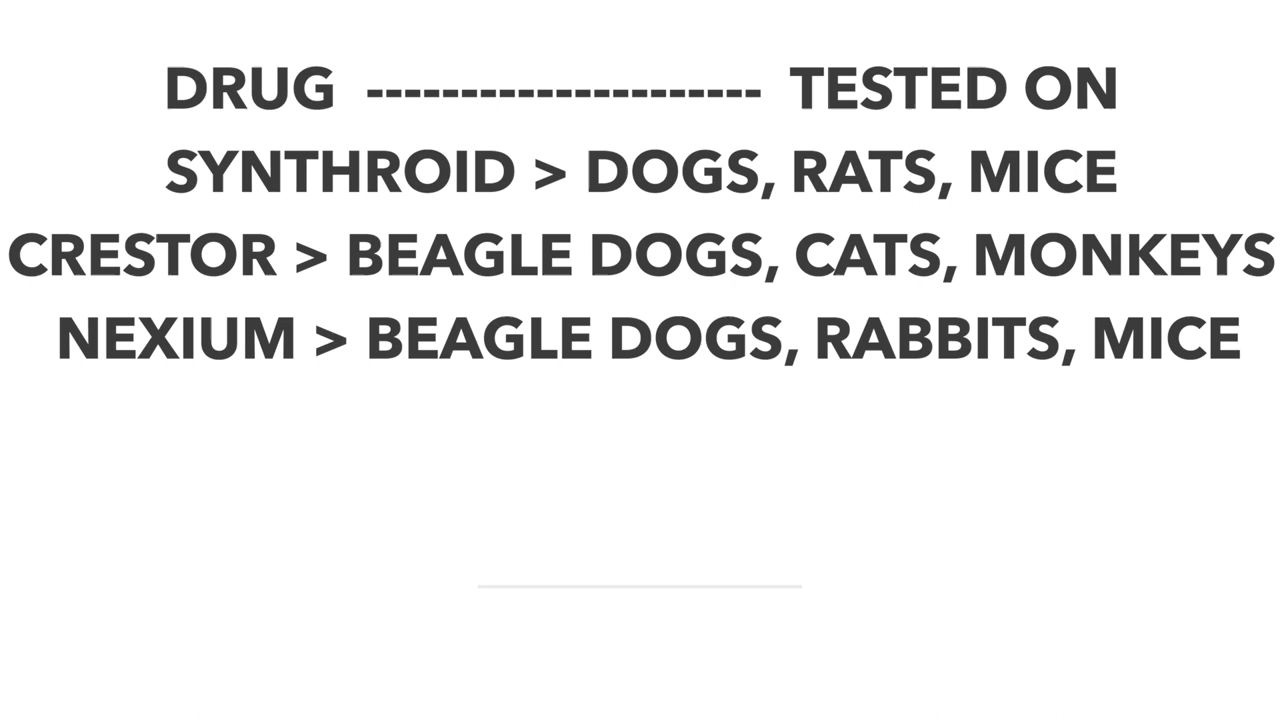 DRUG --------------------- TESTED ON
SYNTHROID > DOGS, RATS, MICE
CRESTOR > BEAGLE DOGS, CATS, MONKEYS
NEXIUM > BEAGLE DOGS, RABBITS, MICE